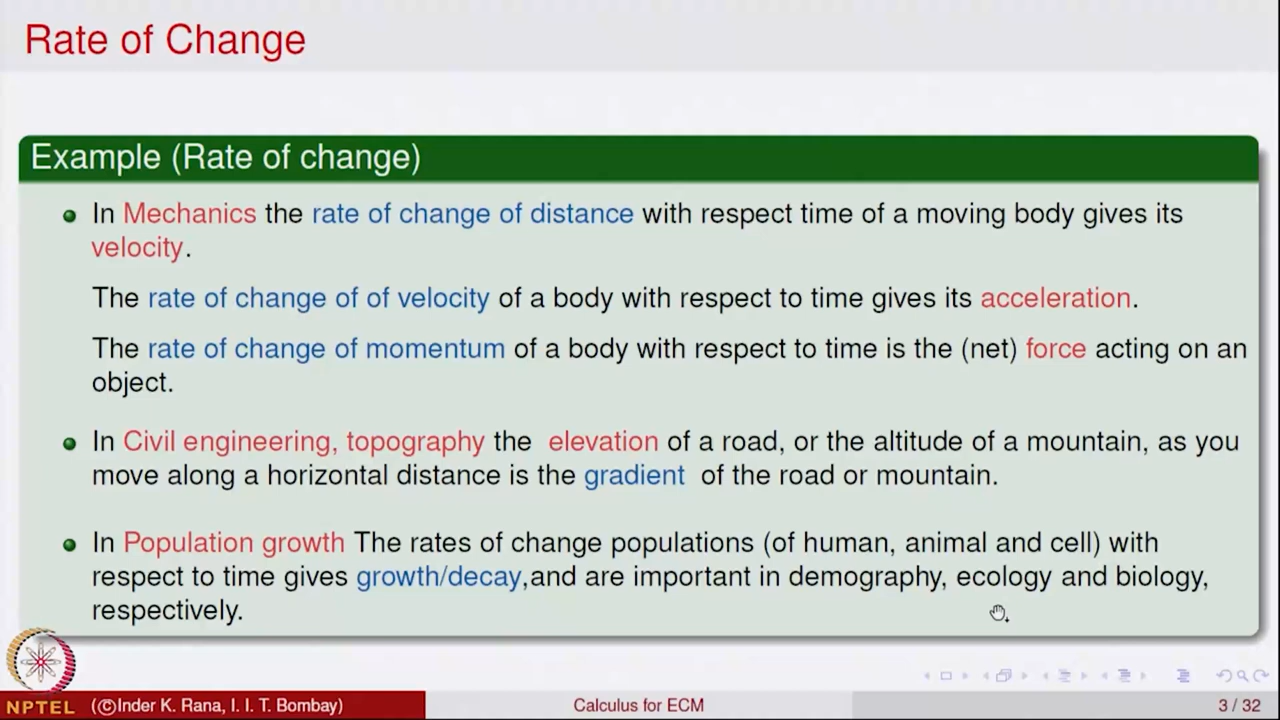 Rate of Change
Example (Rate of change)
In Mechanics the rate of change of distance with respect time of a moving body gives its
velocity.
The rate of change of of velocity of a body with respect to time gives its acceleration.
The rate of change of momentum of a body with respect to time is the (net) force acting on an
object.
In Civil engineering, topography the elevation of a road, or the altitude of a mountain, as you
move along a horizontal distance is the gradient of the road or mountain.
In Population growth The rates of change populations (of human, animal and cell) with
respect to time gives growth/decay,and are important in demography, ecology and biology,
respectively.
NPTEL (©Inder K. Rana, I. I. T. Bombay) Calculus for ECM 3 / 32